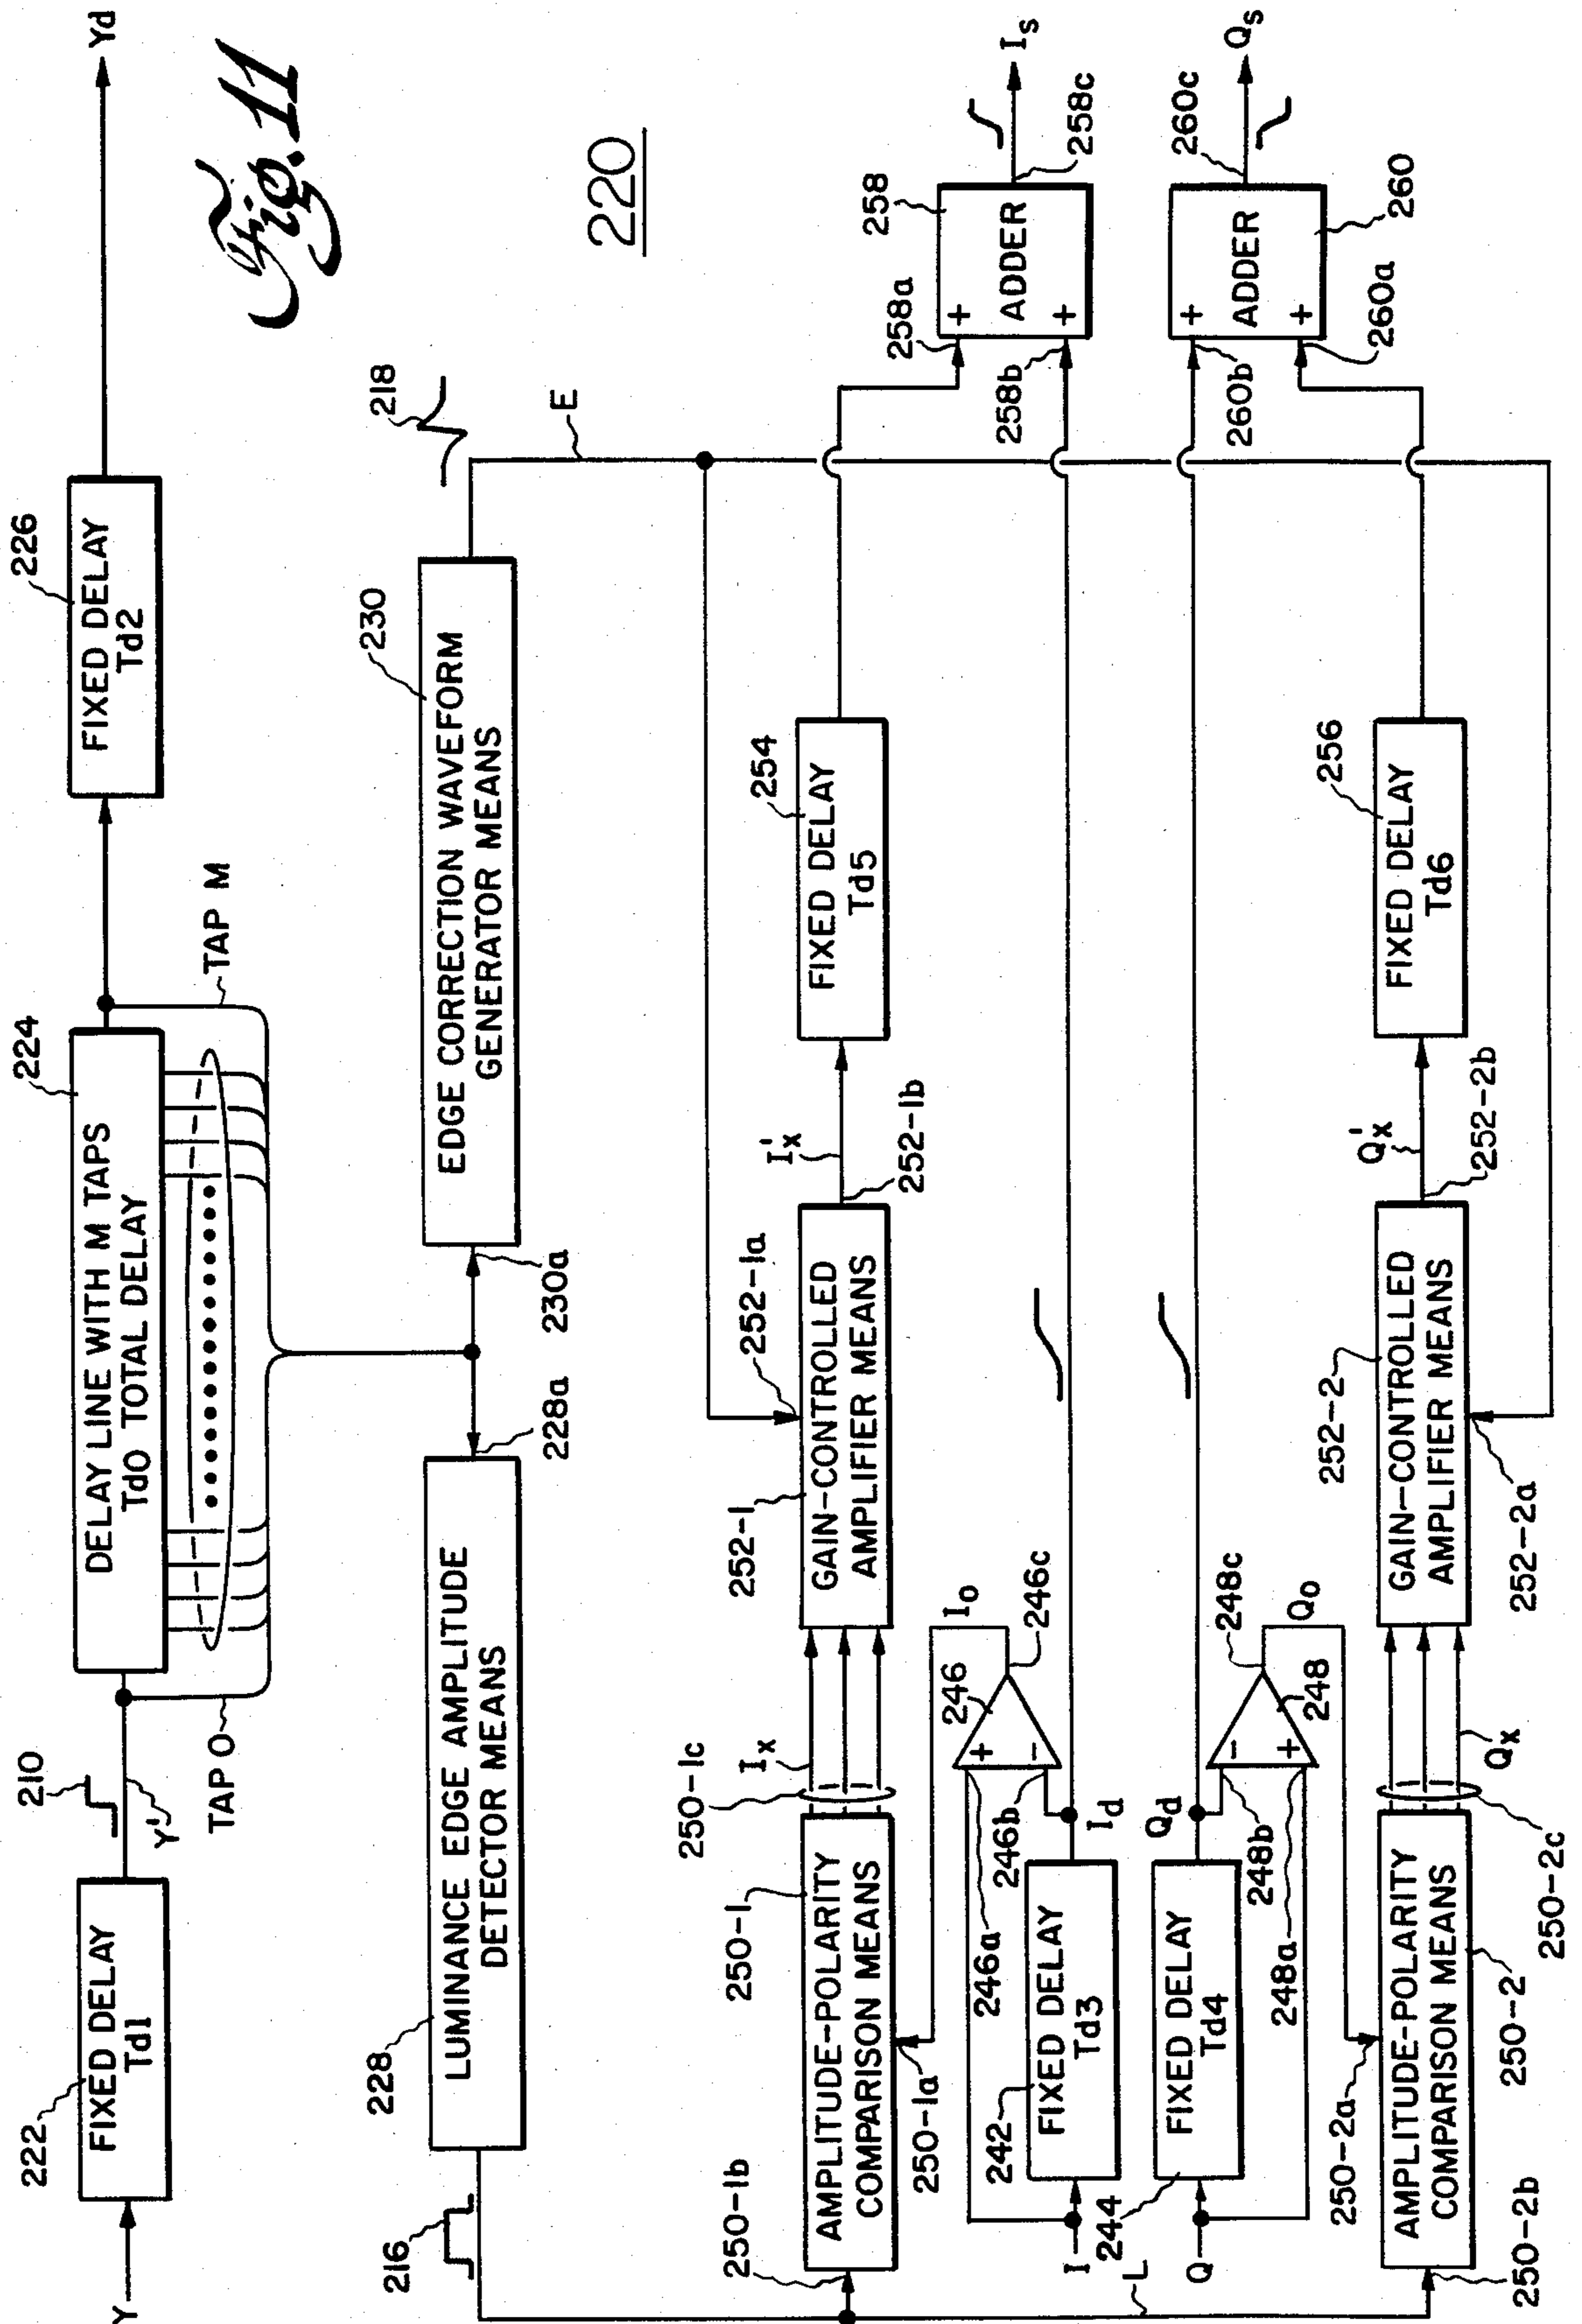 Fig. 11
220
Y
222
FIXED DELAY
Td1
210
Y'
TAP O
224
DELAY LINE WITH M TAPS
Td0 TOTAL DELAY
TAP M
226
FIXED DELAY
Td2
Yd
216
228
LUMINANCE EDGE AMPLITUDE
DETECTOR MEANS
228a
230a
230
EDGE CORRECTION WAVEFORM
GENERATOR MEANS
218
E
250-1b
250-1
AMPLITUDE-POLARITY
COMPARISON MEANS
250-1a
250-1c
Ix
252-1
GAIN-CONTROLLED
AMPLIFIER MEANS
252-1a
I'x
252-1b
254
FIXED DELAY
Td5
258a
258
+
ADDER
+
258b
258c
Is
I
242
FIXED DELAY
Td3
246a
246b
Id
+
-
246
246c
Io
L
Q
244
FIXED DELAY
Td4
248a
248b
Qd
-
+
248
248c
Qo
260b
+
ADDER
+
260a
260
260c
Qs
250-2b
250-2a
AMPLITUDE-POLARITY
COMPARISON MEANS
250-2
250-2c
Qx
252-2
GAIN-CONTROLLED
AMPLIFIER MEANS
252-2a
Q'x
252-2b
256
FIXED DELAY
Td6